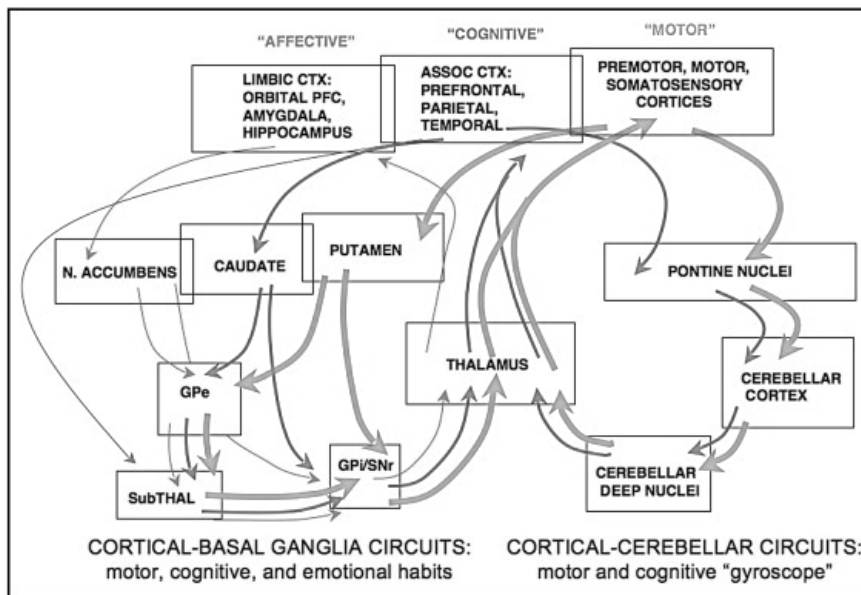 "AFFECTIVE"
"COGNITIVE"
"MOTOR"
LIMBIC CTX:
ORBITAL PFC,
AMYGDALA,
HIPPOCAMPUS
ASSOC CTX:
PREFRONTAL,
PARIETAL,
TEMPORAL
PREMOTOR, MOTOR,
SOMATOSENSORY
CORTICES
N. ACCUMBENS
CAUDATE
PUTAMEN
PONTINE NUCLEI
THALAMUS
GPe
CEREBELLAR
CORTEX
SubTHAL
GPi/SNr
CEREBELLAR
DEEP NUCLEI
CORTICAL-BASAL GANGLIA CIRCUITS:
motor, cognitive, and emotional habits
CORTICAL-CEREBELLAR CIRCUITS:
motor and cognitive "gyroscope"